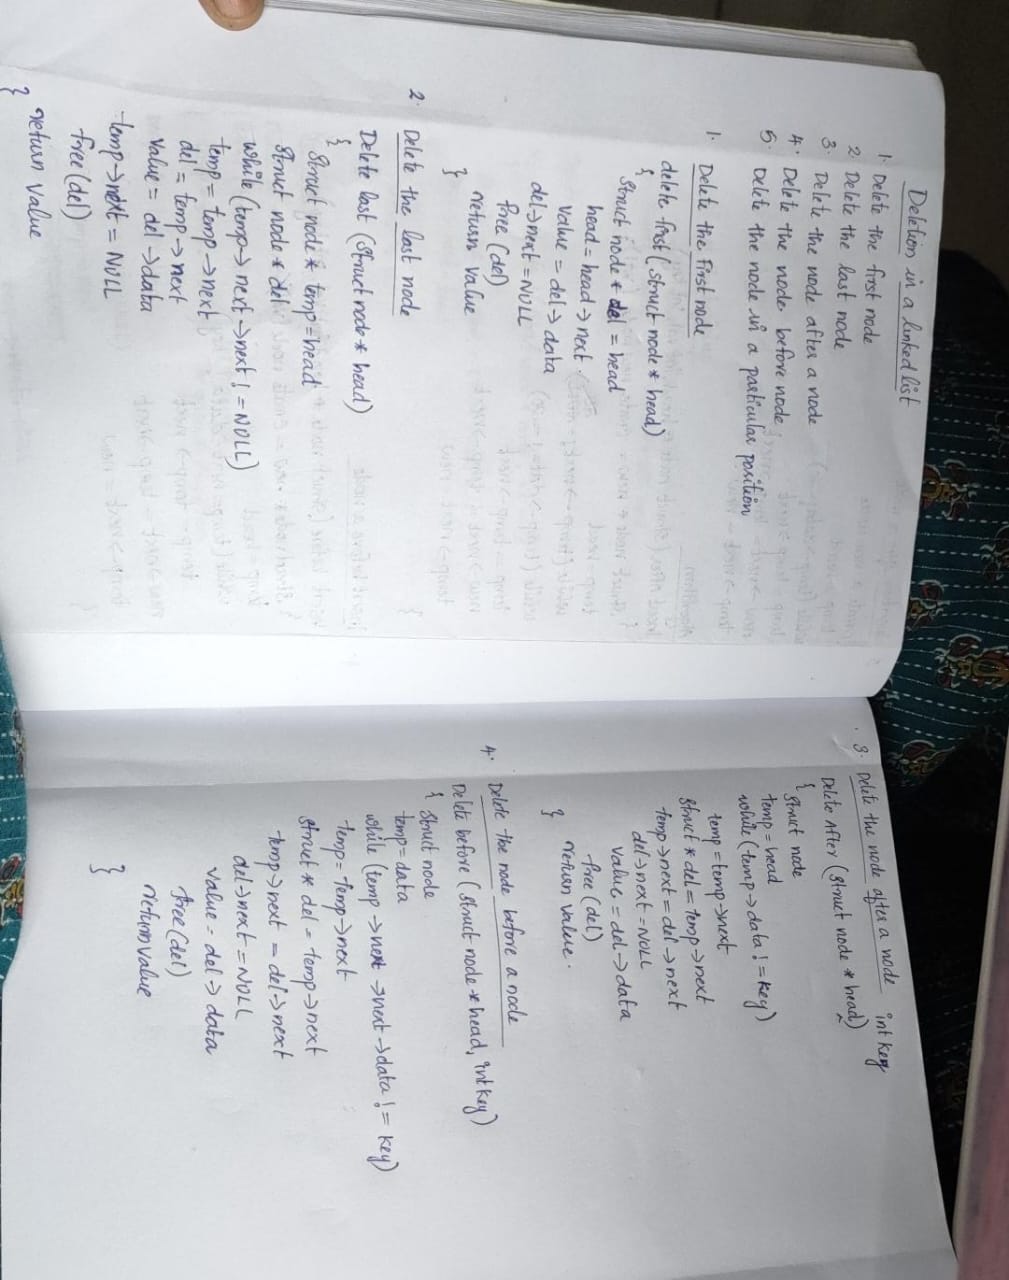 Deletion in a linked list
1. Delete the first node
2 Delete the last node
3. Delete the node after a node
4. Delete the node before node
5. Delete the node in a particular position
1. Delete the first node
delete first (struct node * head)
{
struct node * del = head
head = head -> next.
value = del -> data
del->next = NULL
free (del)
return value
}
2. Delete the last node
Delete last (struct node * head)
{
struct node * temp = head
struct node * del
while (temp -> next -> next != NULL)
temp = temp -> next
del = temp -> next
value = del -> data
temp->next = NULL
free (del)
return value
}
3. Delete the node after a node
Delete After (struct node * head) int key
{ struct node
temp = head
while (temp -> data != key)
temp = temp->next
struct * del = temp->next
temp->next = del->next
del->next = NULL
value = del->data
free (del)
return value.
}
4. Delete the node before a node
Delete before (struct node * head, int key)
{ struct node
temp = data
while (temp -> next -> next -> data != key)
temp = temp->next
struct * del = temp->next
temp->next = del->next
del->next = NULL
value = del -> data
free (del)
return value
}